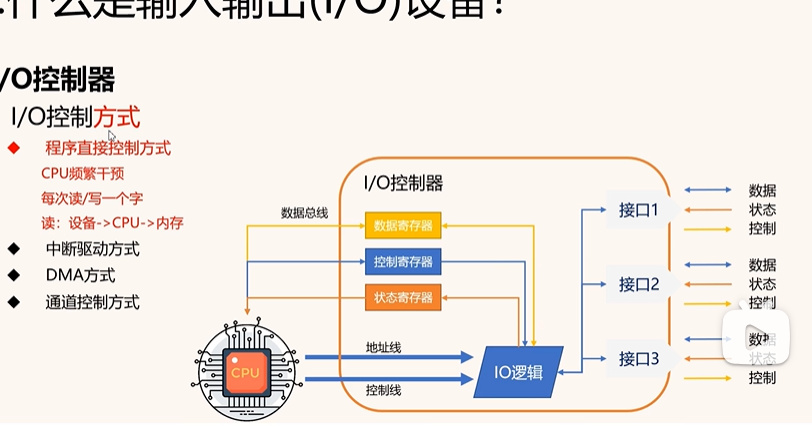 .什么是输入输出(I/O)设备?
I/O控制器
I/O控制方式
程序直接控制方式
CPU频繁干预
每次读/写一个字
读：设备->CPU->内存
中断驱动方式
DMA方式
通道控制方式
I/O控制器
数据总线
数据寄存器
控制寄存器
状态寄存器
地址线
控制线
CPU
IO逻辑
接口1
数据
状态
控制
接口2
数据
状态
控制
接口3
数据
状态
控制